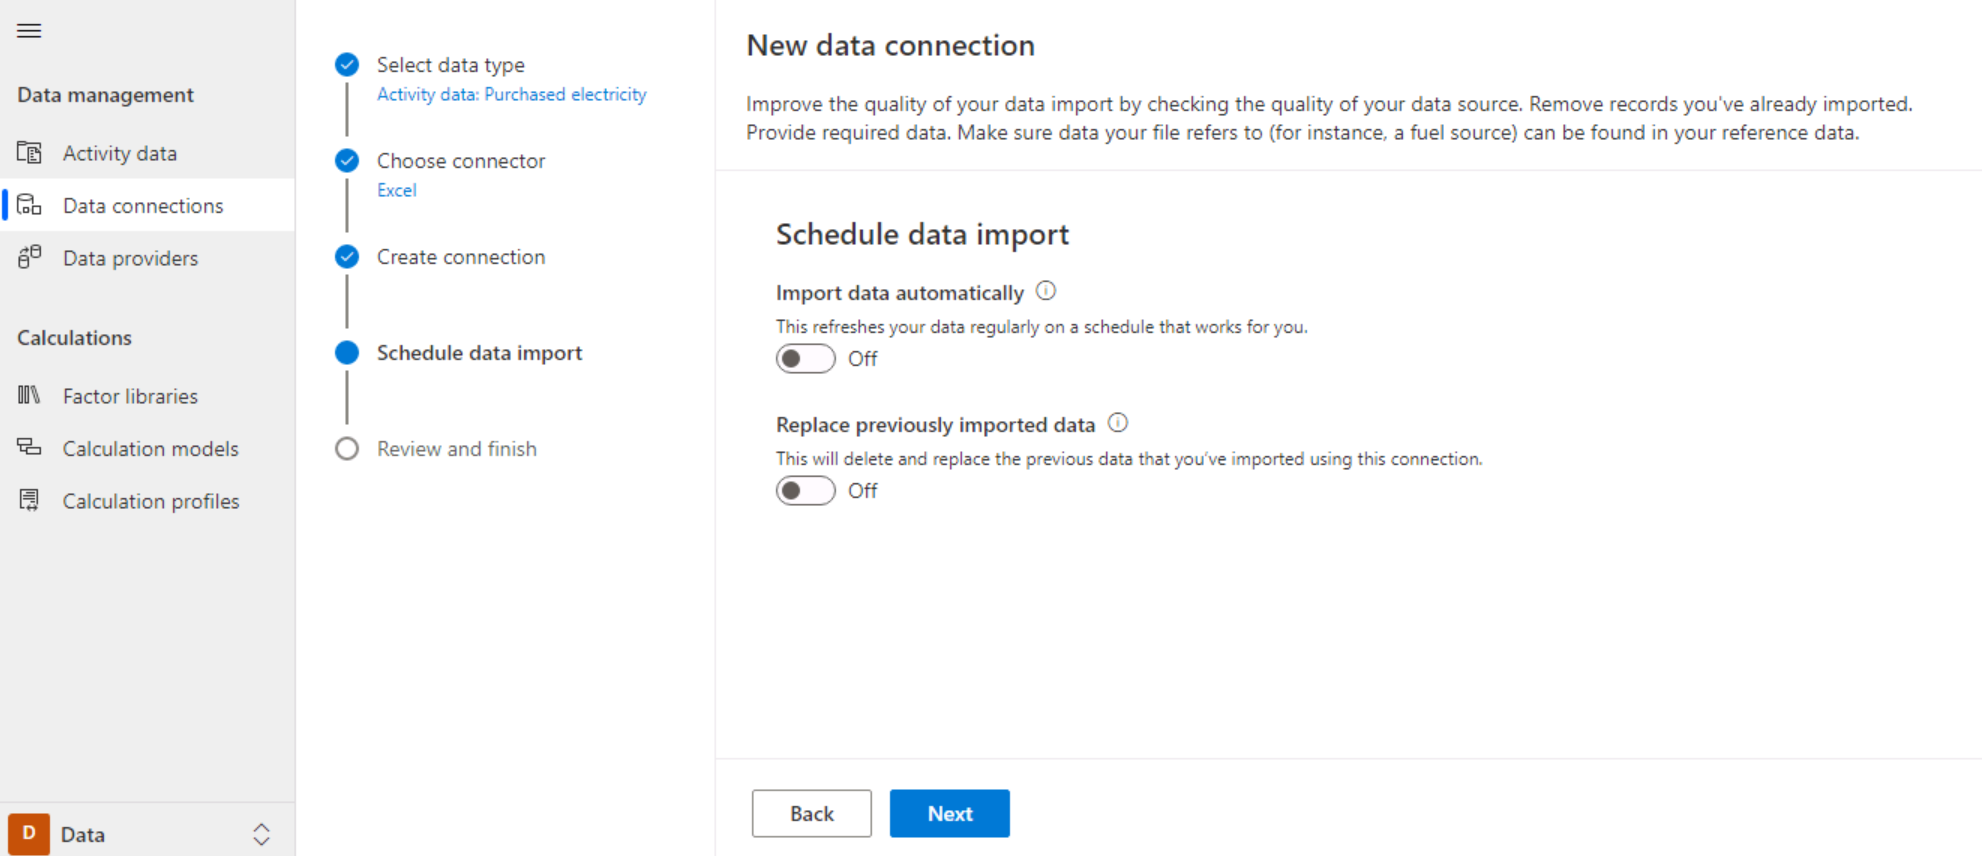 Data management
Activity data
Data connections
Data providers
Calculations
Factor libraries
Calculation models
Calculation profiles
D
Data
Select data type
Activity data: Purchased electricity
Choose connector
Excel
Create connection
Schedule data import
Review and finish
New data connection
Improve the quality of your data import by checking the quality of your data source. Remove records you've already imported.
Provide required data. Make sure data your file refers to (for instance, a fuel source) can be found in your reference data.
Schedule data import
Import data automatically
This refreshes your data regularly on a schedule that works for you.
Off
Replace previously imported data
This will delete and replace the previous data that you’ve imported using this connection.
Off
Back
Next